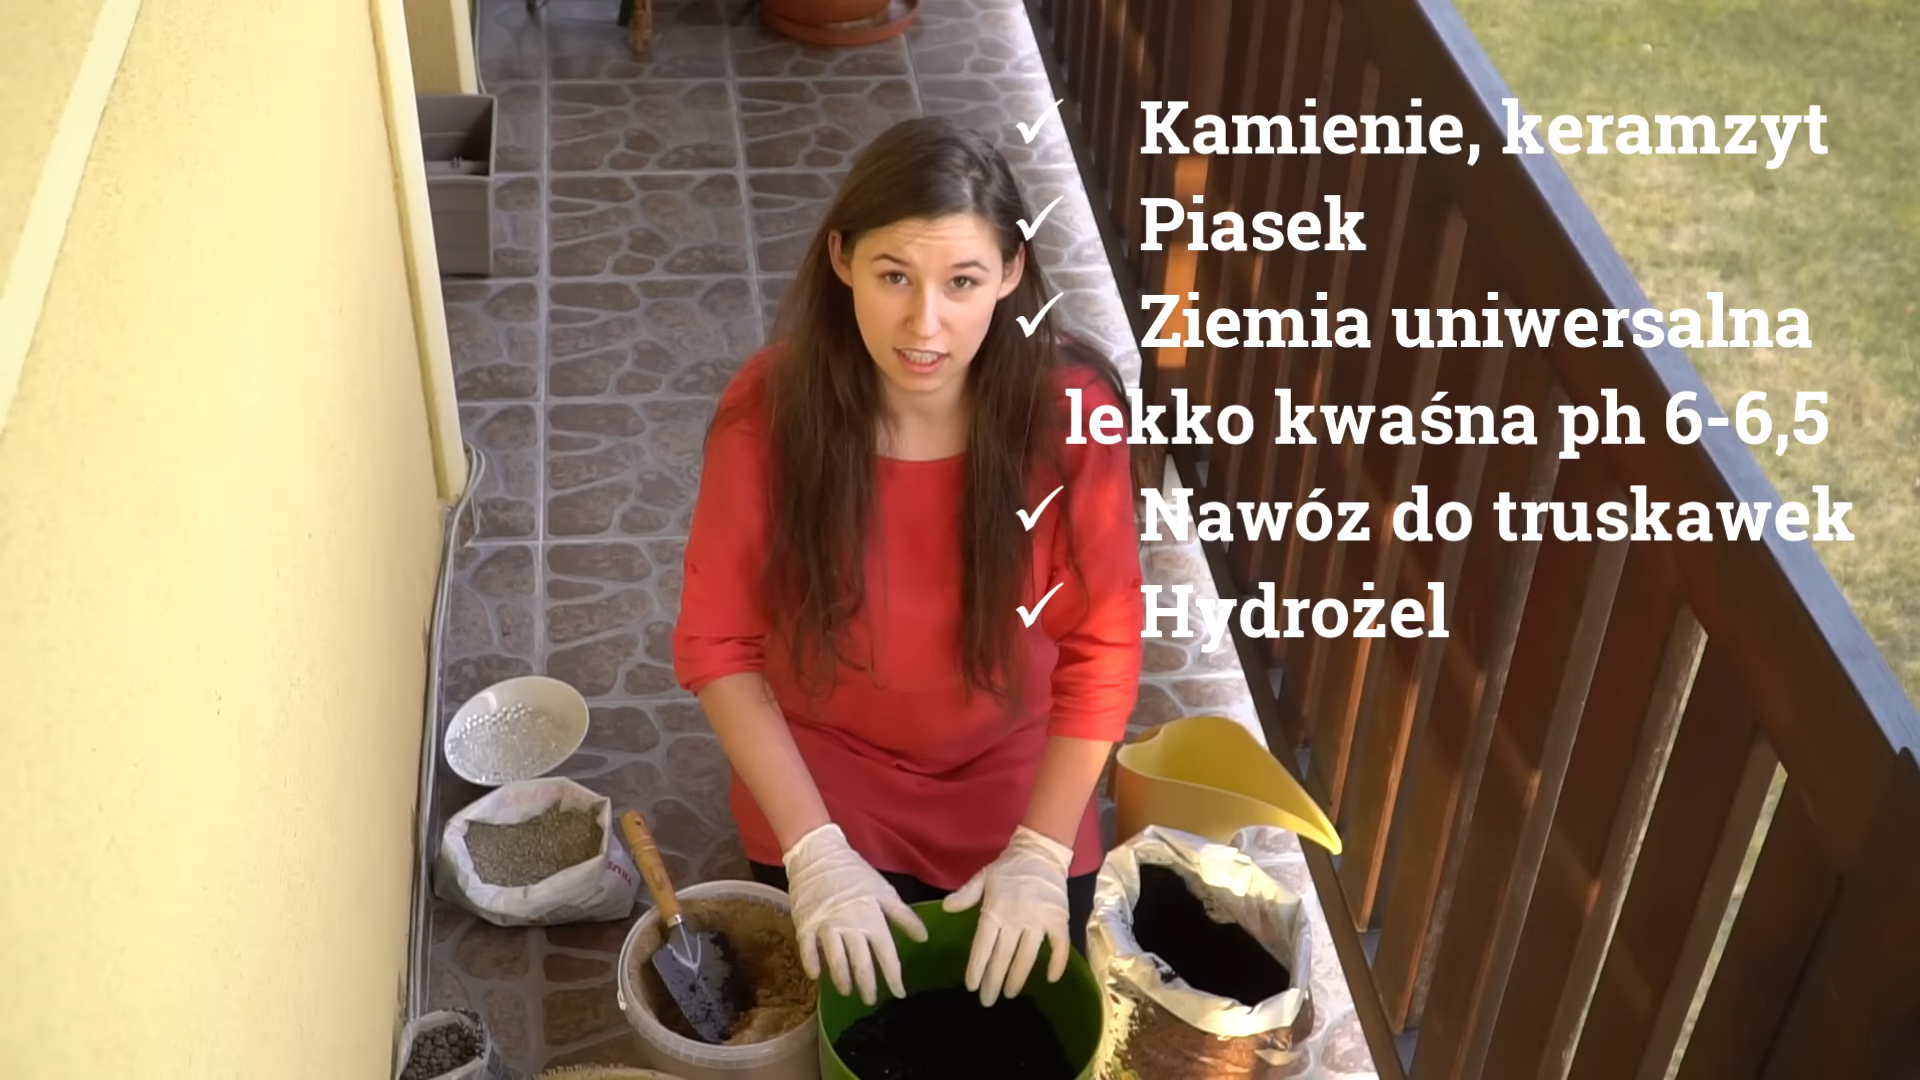 ✓ Kamienie, keramzyt
✓ Piasek
✓ Ziemia uniwersalna
lekko kwaśna ph 6-6,5
✓ Nawóz do truskawek
✓ Hydrożel